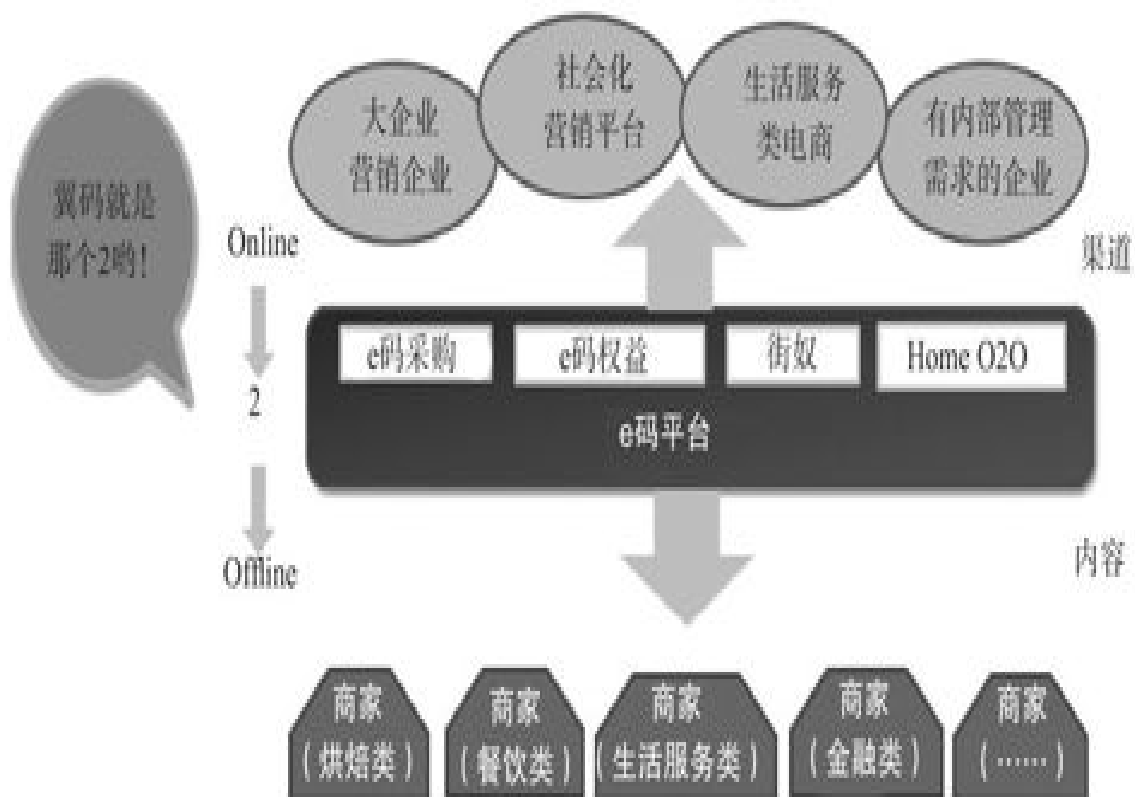 大企业
营销企业
社会化
营销平台
生活服务
类电商
有内部管理
需求的企业
翼码就是
那个2哟！
Online
渠道
e码采购
e码权益
街奴
Home O2O
2
e码平台
Offline
内容
商家
（烘焙类）
商家
（餐饮类）
商家
（生活服务类）
商家
（金融类）
商家
（……）